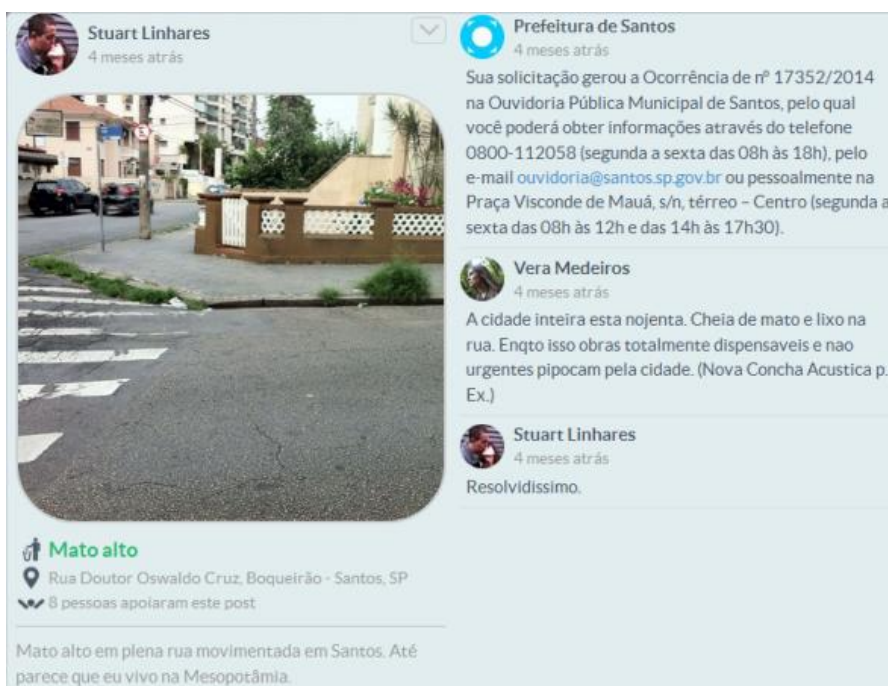 Stuart Linhares
4 meses atrás
Mato alto
Rua Doutor Oswaldo Cruz, Boqueirão - Santos, SP
8 pessoas apoiaram este post
Mato alto em plena rua movimentada em Santos. Até
parece que eu vivo na Mesopotâmia.
Prefeitura de Santos
4 meses atrás
Sua solicitação gerou a Ocorrência de nº 17352/2014
na Ouvidoria Pública Municipal de Santos, pelo qual
você poderá obter informações através do telefone
0800-112058 (segunda a sexta das 08h às 18h), pelo
e-mail ouvidoria@santos.sp.gov.br ou pessoalmente na
Praça Visconde de Mauá, s/n, térreo – Centro (segunda a
sexta das 08h às 12h e das 14h às 17h30).
Vera Medeiros
4 meses atrás
A cidade inteira esta nojenta. Cheia de mato e lixo na
rua. Enqto isso obras totalmente dispensaveis e nao
urgentes pipocam pela cidade. (Nova Concha Acustica p.
Ex.)
Stuart Linhares
4 meses atrás
Resolvidissimo.